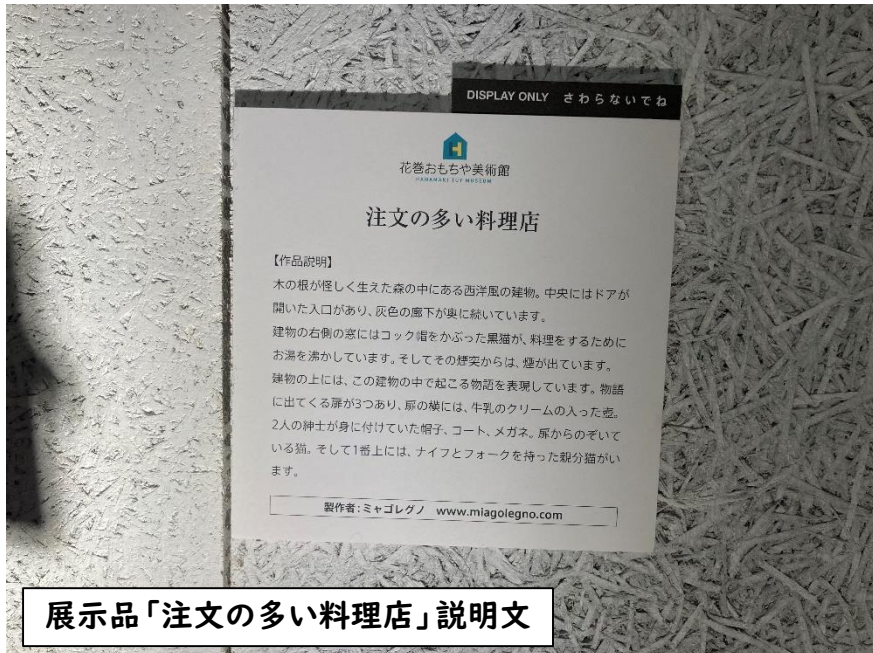 DISPLAY ONLY さわらないでね
花巻おもちゃ美術館
HANAMAKI TOY MUSEUM
注文の多い料理店
【作品説明】
木の根が怪しく生えた森の中にある西洋風の建物。中央にはドアが
開いた入口があり、灰色の廊下が奥に続いています。
建物の右側の窓にはコック帽をかぶった黒猫が、料理をするために
お湯を沸かしています。そしてその煙突からは、煙が出ています。
建物の上には、この建物の中で起こる物語を表現しています。物語
に出てくる扉が3つあり、扉の横には、牛乳のクリームの入った壺。
2人の紳士が身に付けていた帽子、コート、メガネ。扉からのぞいて
いる猫。そして1番上には、ナイフとフォークを持った親分猫がい
ます。
製作者:ミャゴレグノ www.miagolegno.com
展示品「注文の多い料理店」説明文